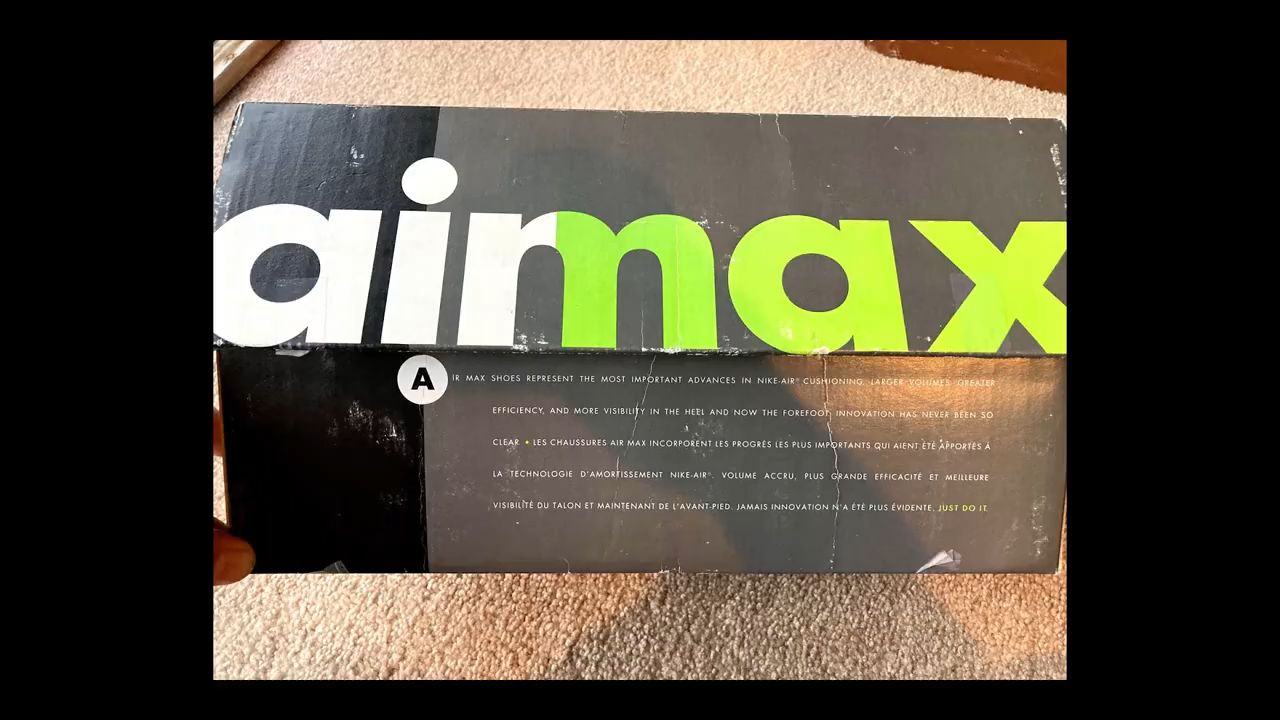 airmax
AIR MAX SHOES REPRESENT THE MOST IMPORTANT ADVANCES IN NIKE-AIR® CUSHIONING. LARGER VOLUMES, GREATER
EFFICIENCY, AND MORE VISIBILITY IN THE HEEL AND NOW THE FOREFOOT. INNOVATION HAS NEVER BEEN SO
CLEAR. • LES CHAUSSURES AIR MAX INCORPORENT LES PROGRÈS LES PLUS IMPORTANTS QUI AIENT ÉTÉ APPORTÉS À
LA TECHNOLOGIE D'AMORTISSEMENT NIKE-AIR®. VOLUME ACCRU, PLUS GRANDE EFFICACITÉ ET MEILLEURE
VISIBILITÉ DU TALON ET MAINTENANT DE L'AVANT-PIED. JAMAIS INNOVATION N'A ÉTÉ PLUS ÉVIDENTE. JUST DO IT.